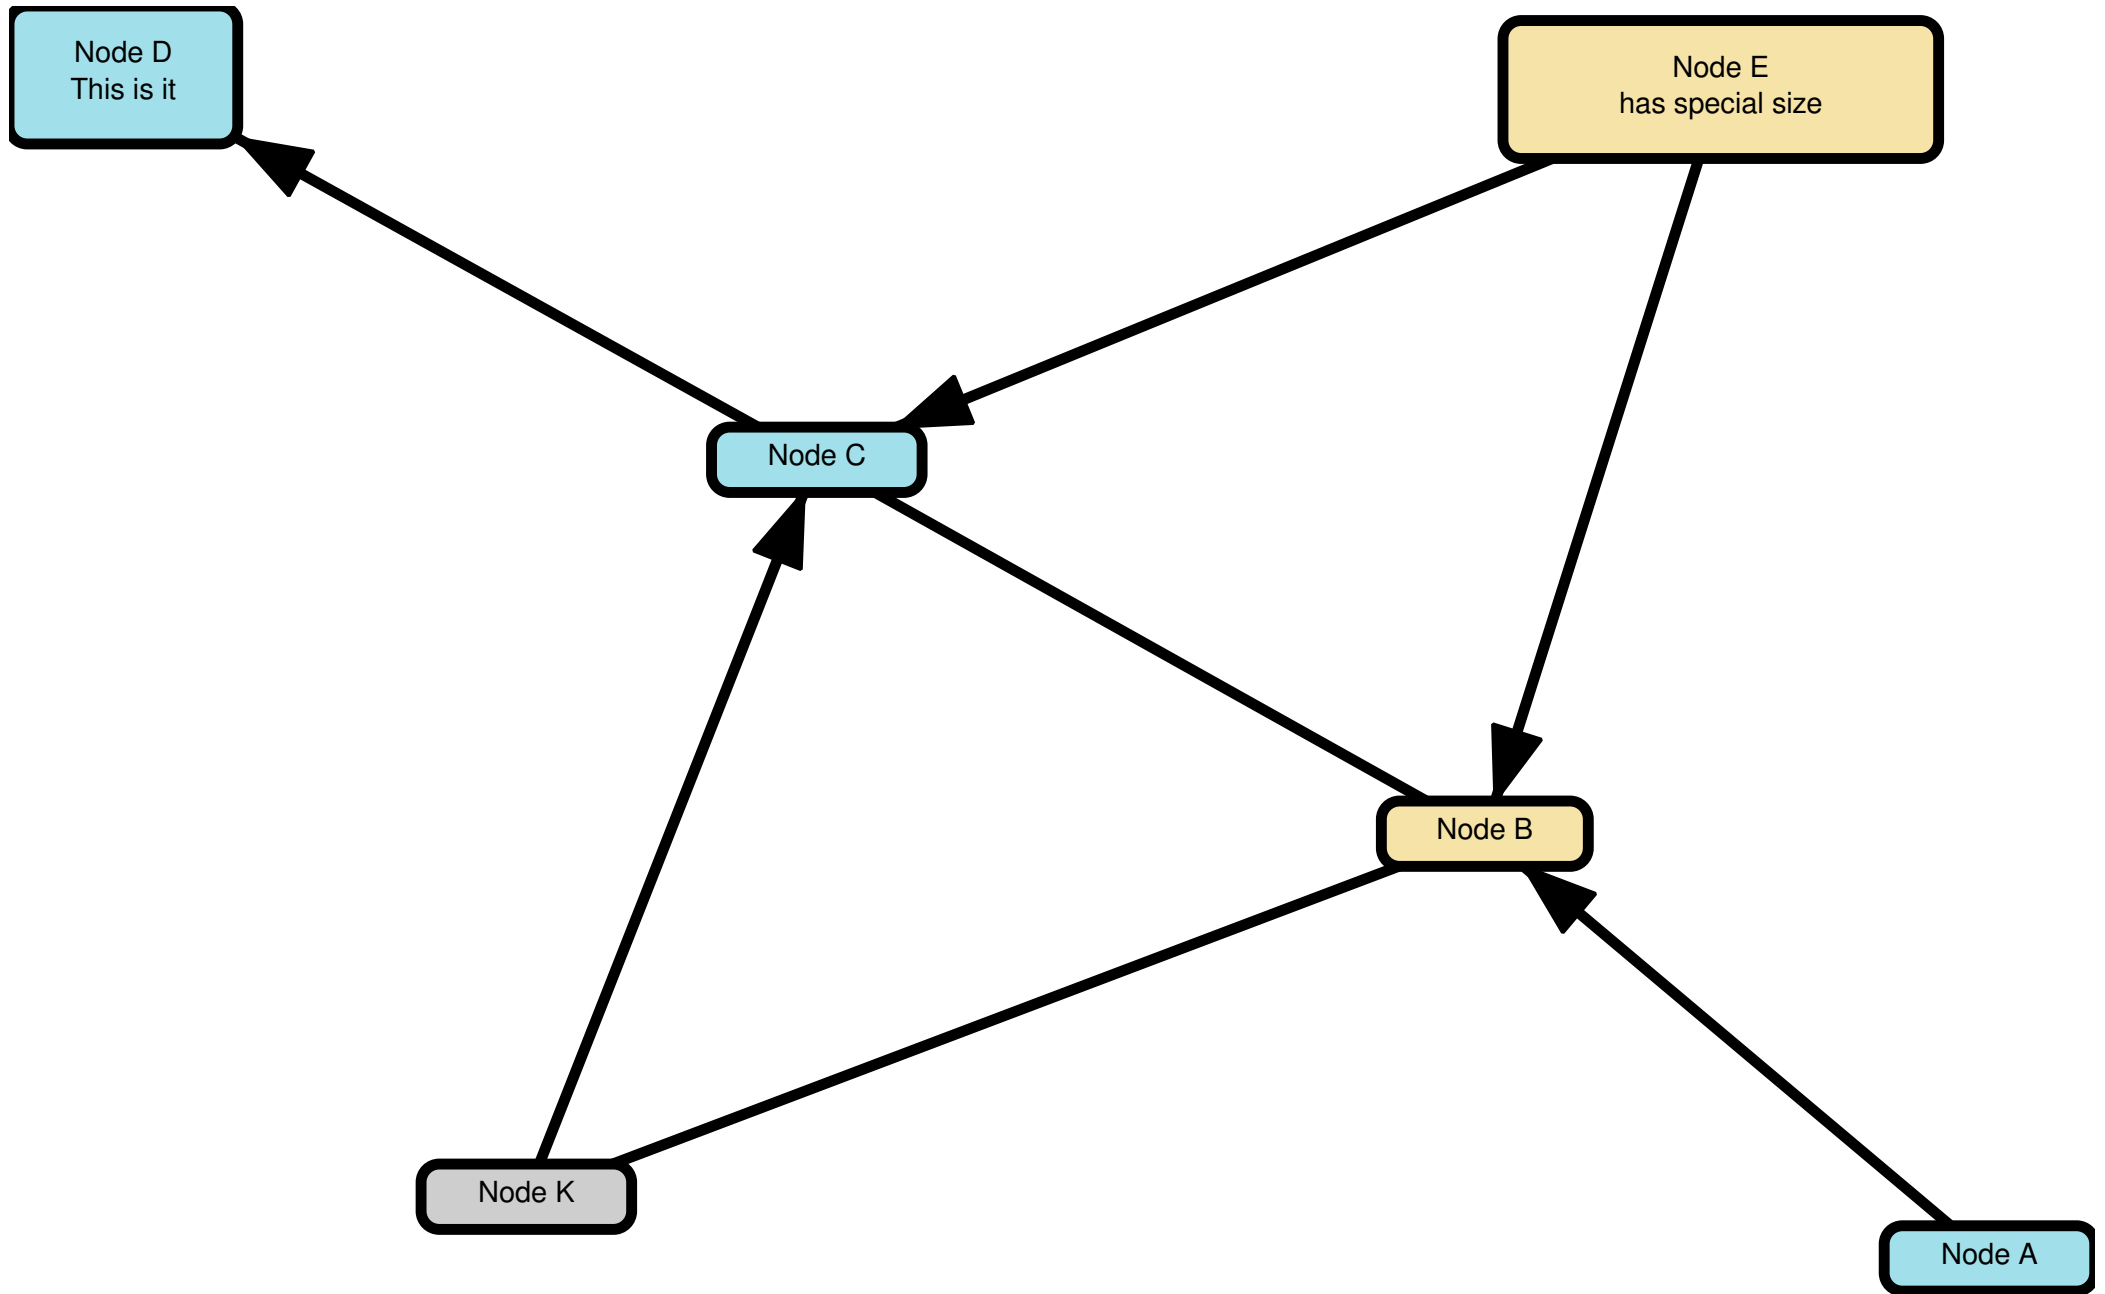 Node D
This is it
Node E
has special size
Node C
Node B
Node K
Node A